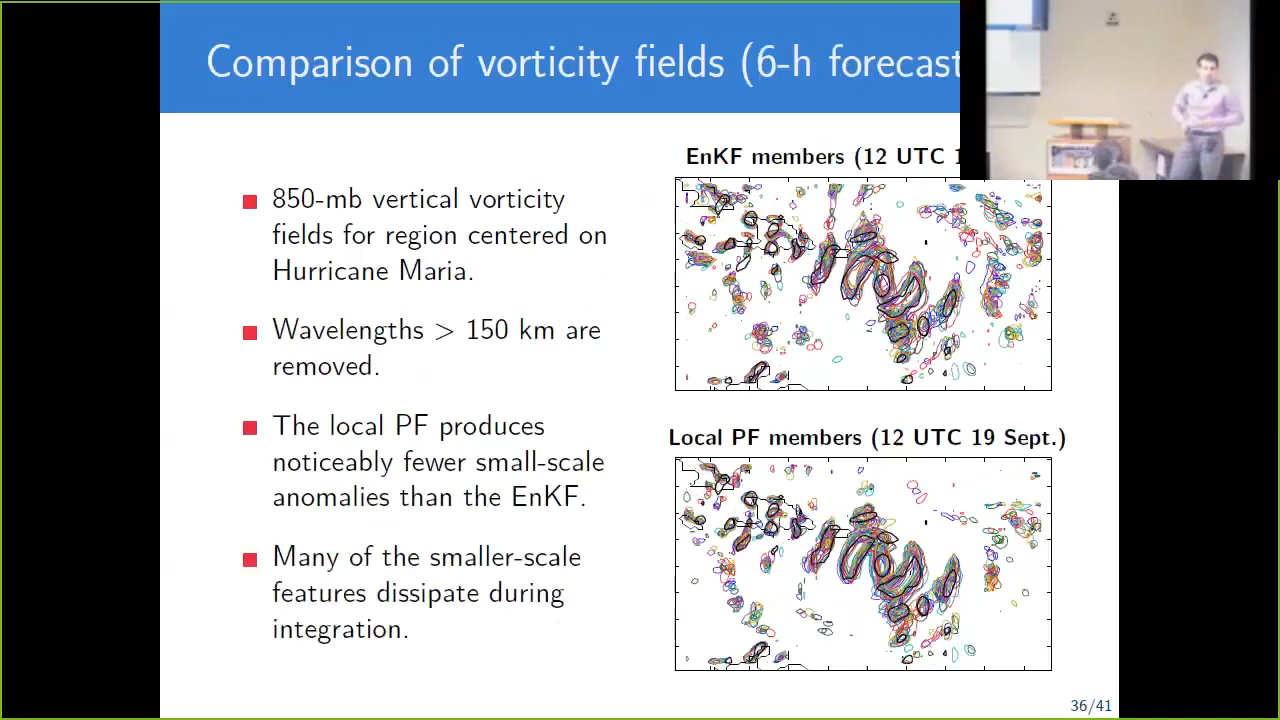 Comparison of vorticity fields (6-h forecast
EnKF members (12 UTC 1
850-mb vertical vorticity
fields for region centered on
Hurricane Maria.
Wavelengths > 150 km are
removed.
The local PF produces
noticeably fewer small-scale
anomalies than the EnKF.
Many of the smaller-scale
features dissipate during
integration.
Local PF members (12 UTC 19 Sept.)
36/41